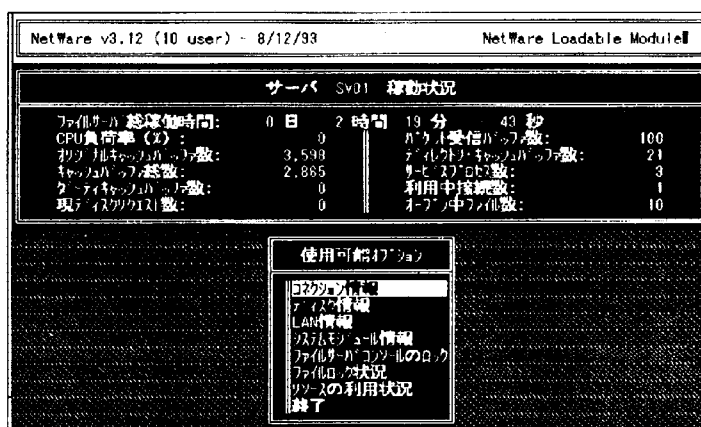 NetWare v3.12 (10 user) - 8/12/93 NetWare Loadable Module
サーバ SV01 稼動状況
ファイルサーバ総稼働時間: 0 日 2 時間 19 分 43 秒
CPU負荷率 (%) : 0 パケット受信バッファ数: 100
オリジナルキャッシュバッファ数: 3,598 ディレクトリ・キャッシュバッファ数: 21
キャッシュバッファ総数: 2,865 サービスプロセス数: 3
ダーティキャッシュバッファ数: 0 利用中接続数: 1
現ディスクリクエスト数: 0 オープン中ファイル数: 10
使用可能オプション
コネクション情報
ディスク情報
LAN情報
システムモジュール情報
ファイルサーバコンソールのロック
ファイルロック状況
リソースの利用状況
終了